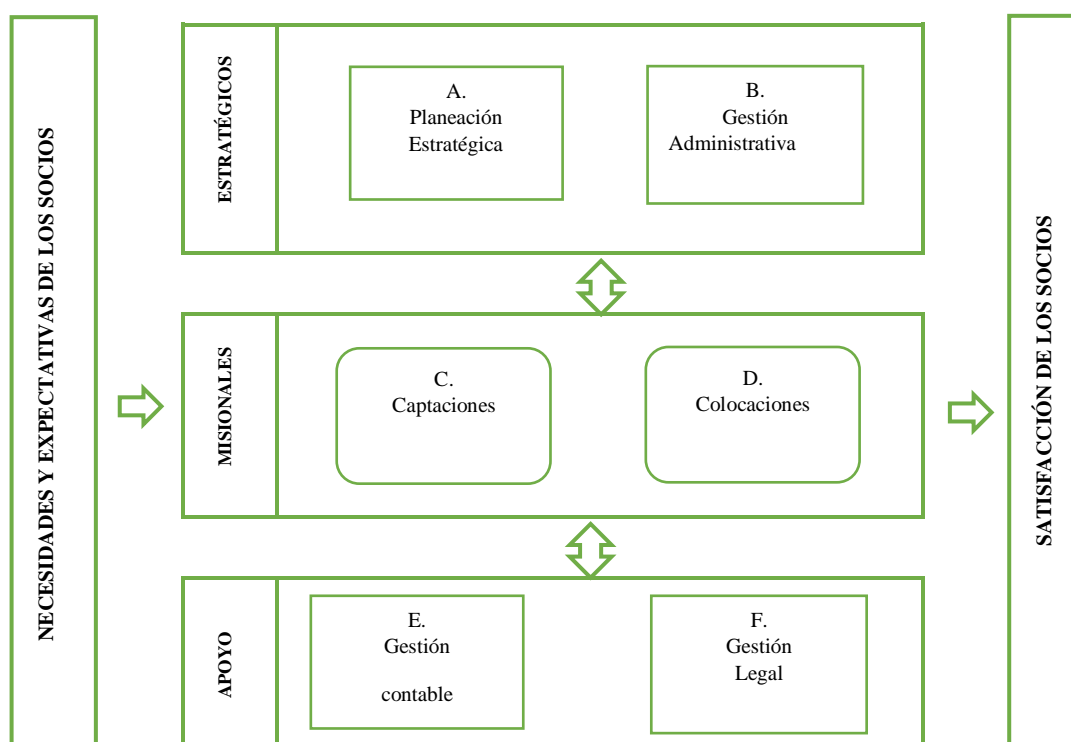 NECESIDADES Y EXPECTATIVAS DE LOS SOCIOS
ESTRATÉGICOS
A.
Planeación
Estratégica
B.
Gestión
Administrativa
MISIONALES
C.
Captaciones
D.
Colocaciones
APOYO
E.
Gestión
contable
F.
Gestión
Legal
SATISFACCIÓN DE LOS SOCIOS